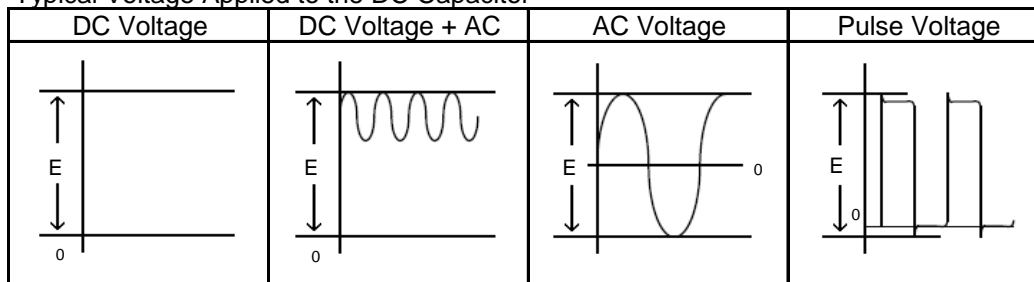 Typical Voltage Applied to the DC Capacitor
DC Voltage DC Voltage + AC AC Voltage Pulse Voltage
E E E E
0 0 0 0